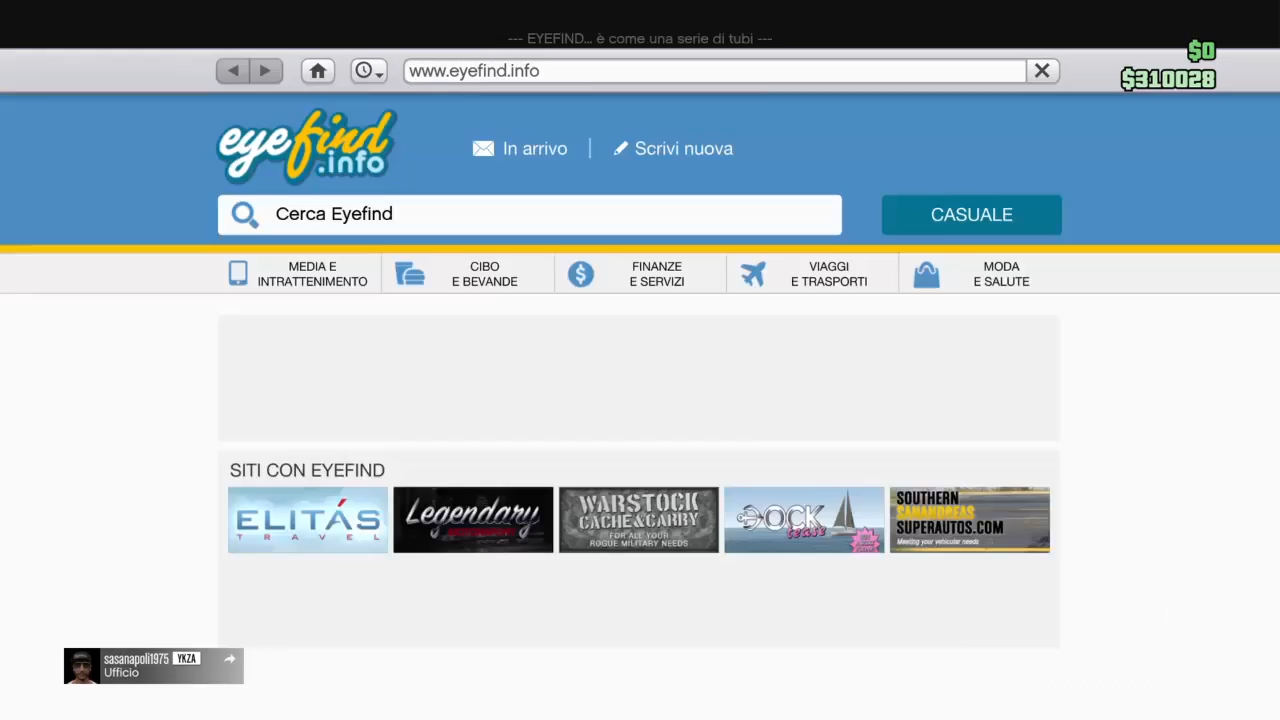 --- EYEFIND... è come una serie di tubi ---
$0
www.eyefind.info
$310028
eyefind
.info
In arrivo
Scrivi nuova
Cerca Eyefind
CASUALE
MEDIA E
INTRATTENIMENTO
CIBO
E BEVANDE
FINANZE
E SERVIZI
VIAGGI
E TRASPORTI
MODA
E SALUTE
SITI CON EYEFIND
ELITÁS
TRAVEL
Legendary
WARSTOCK
CACHE&CARRY
FOR ALL YOUR
ROGUE MILITARY NEEDS
DOCK
tease
SOUTHERN
SANANDREAS
SUPERAUTOS.COM
Meeting your vehicular needs
sasanapoli1975 YKZA
Ufficio